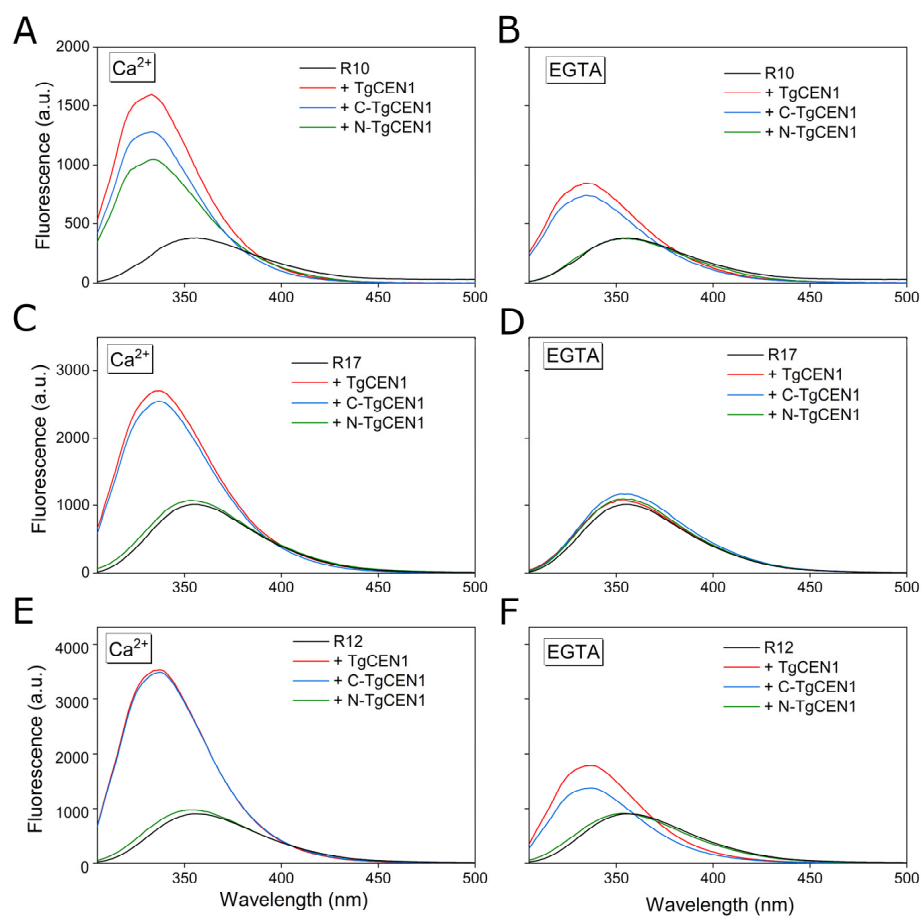 A
B
2000
1500
1000
500
0
Fluorescence (a.u.)
Ca2+
R10
+ TgCEN1
+ C-TgCEN1
+ N-TgCEN1
350
400
450
500
EGTA
R10
+ TgCEN1
+ C-TgCEN1
+ N-TgCEN1
350
400
450
500
C
D
3000
2000
1000
0
Fluorescence (a.u.)
Ca2+
R17
+ TgCEN1
+ C-TgCEN1
+ N-TgCEN1
350
400
450
500
EGTA
R17
+ TgCEN1
+ C-TgCEN1
+ N-TgCEN1
350
400
450
500
E
F
4000
3000
2000
1000
0
Fluorescence (a.u.)
Ca2+
R12
+ TgCEN1
+ C-TgCEN1
+ N-TgCEN1
350
400
450
500
Wavelength (nm)
EGTA
R12
+ TgCEN1
+ C-TgCEN1
+ N-TgCEN1
350
400
450
500
Wavelength (nm)